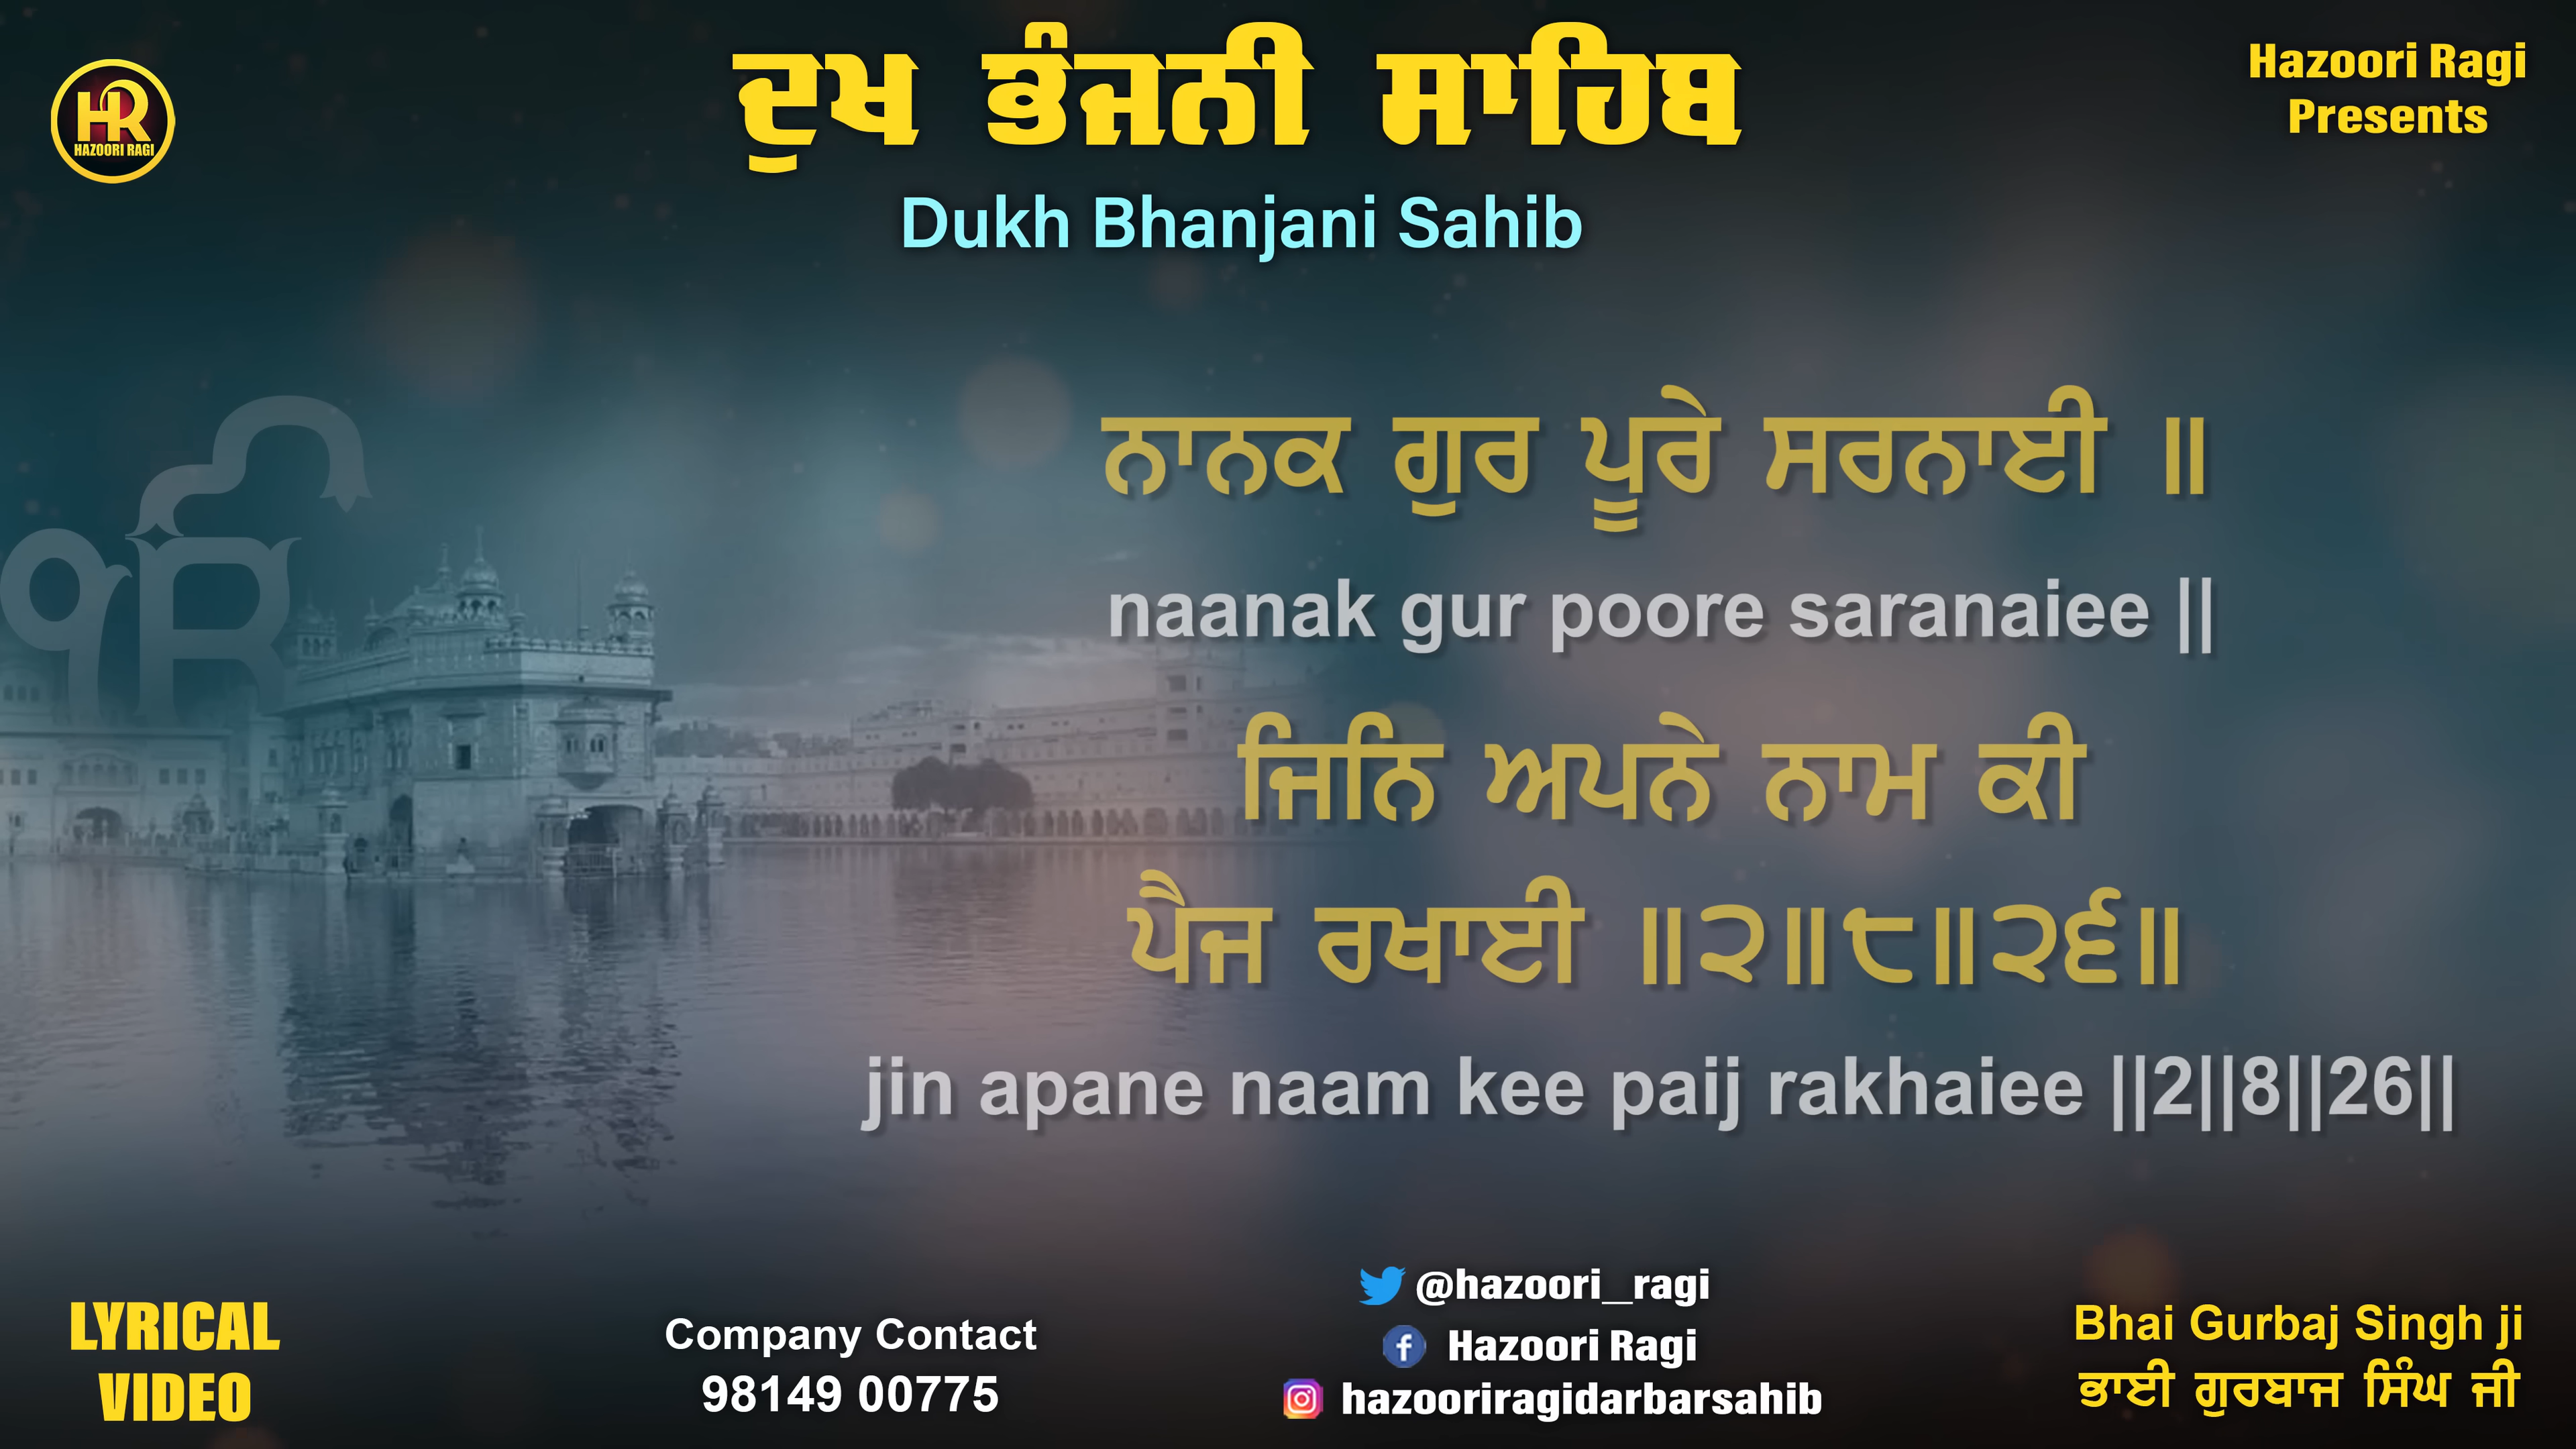 ਦੁਖ ਭੰਜਨੀ ਸਾਹਿਬ
Dukh Bhanjani Sahib
HR
HAZOORI RAGI
Hazoori Ragi
Presents
ੴ
ਨਾਨਕ ਗੁਰ ਪੂਰੇ ਸਰਨਾਈ ॥
naanak gur poore saranaiee ||
ਜਿਨਿ ਅਪਨੇ ਨਾਮ ਕੀ
ਪੈਜ ਰਖਾਈ ॥੨॥੮॥੨੬॥
jin apane naam kee paij rakhaiee ||2||8||26||
LYRICAL
VIDEO
Company Contact
98149 00775
@hazoori_ragi
Hazoori Ragi
hazooriragidarbarsahib
Bhai Gurbaj Singh ji
ਭਾਈ ਗੁਰਬਾਜ ਸਿੰਘ ਜੀ